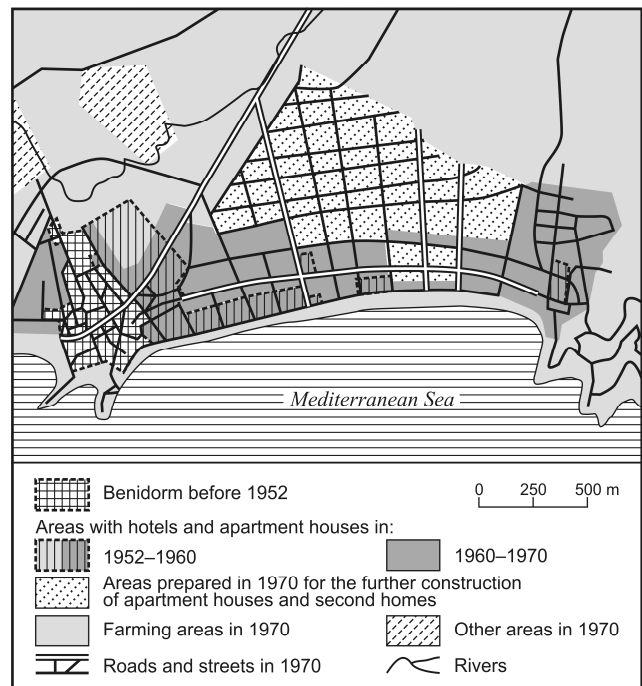 Mediterranean Sea
Benidorm before 1952
0 250 500 m
Areas with hotels and apartment houses in:
1952–1960
1960–1970
Areas prepared in 1970 for the further construction
of apartment houses and second homes
Farming areas in 1970
Other areas in 1970
Roads and streets in 1970
Rivers